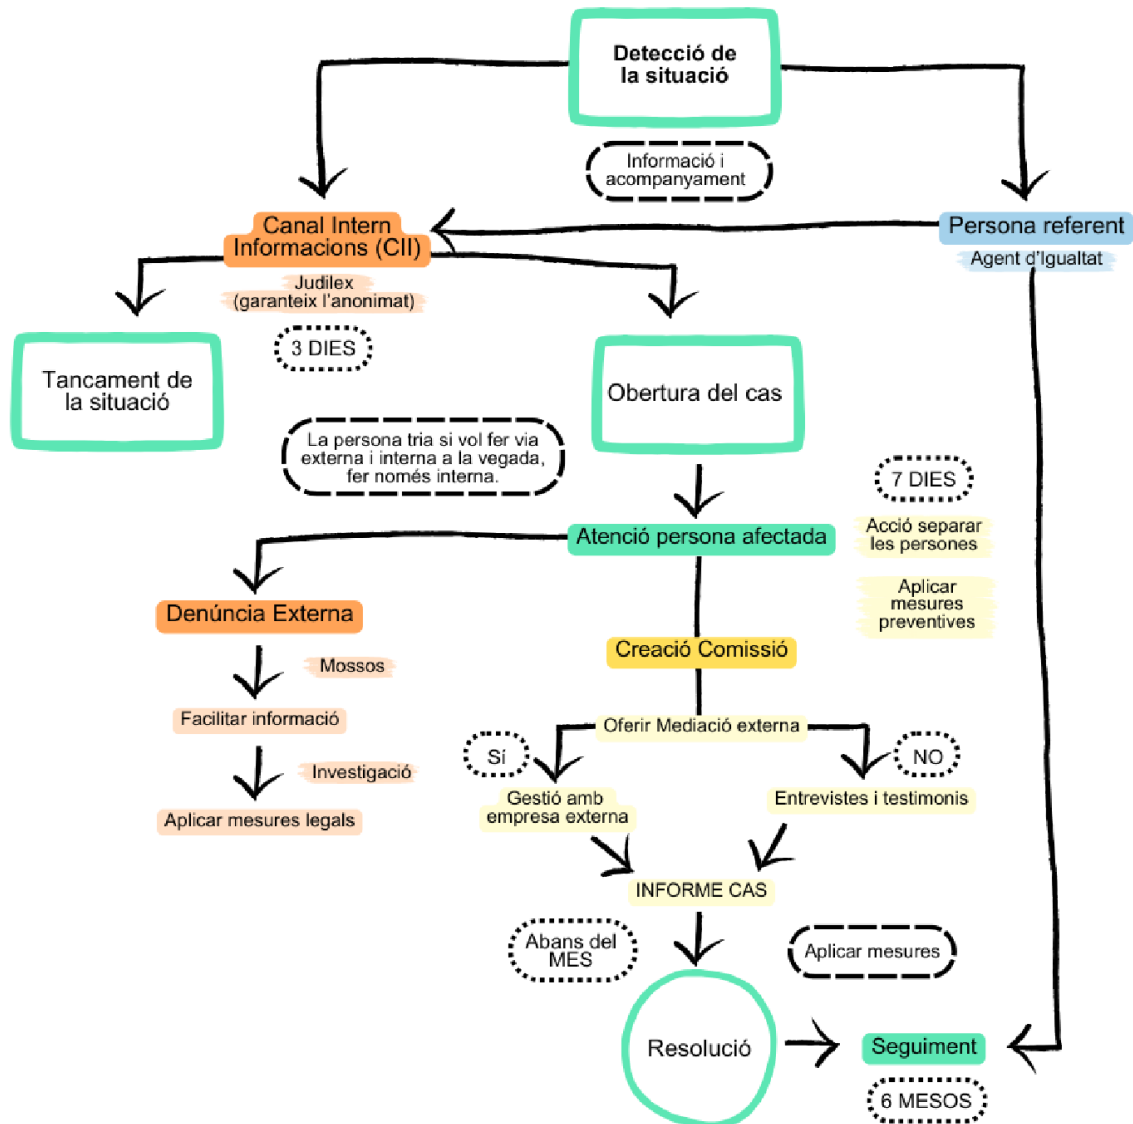 Detecció de
la situació
Informació i
acompanyament
Canal Intern
Informacions (CII)
Persona referent
Agent d'Igualtat
Judilex
(garanteix l'anonimat)
3 DIES
Tancament de
la situació
Obertura del cas
La persona tria si vol fer via
externa i interna a la vegada,
fer només interna.
7 DIES
Acció separar
les persones
Atenció persona afectada
Aplicar
mesures
preventives
Denúncia Externa
Creació Comissió
Mossos
Facilitar informació
Oferir Mediació externa
Sí
NO
Investigació
Gestió amb
empresa externa
Entrevistes i testimonis
Aplicar mesures legals
INFORME CAS
Abans del
MES
Aplicar mesures
Resolució
Seguiment
6 MESOS